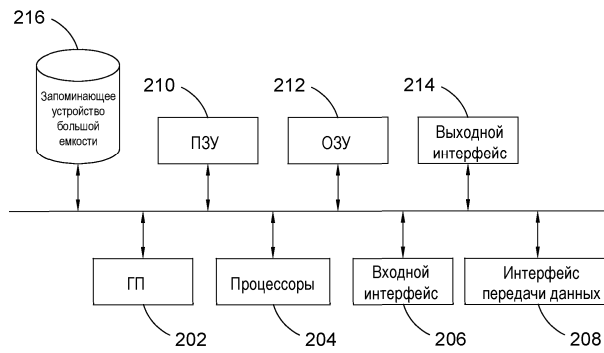 216
210
212
214
Запоминающее
устройство
большой
емкости
ПЗУ
ОЗУ
Выходной
интерфейс
ГП
Процессоры
Входной
интерфейс
Интерфейс
передачи данных
202
204
206
208